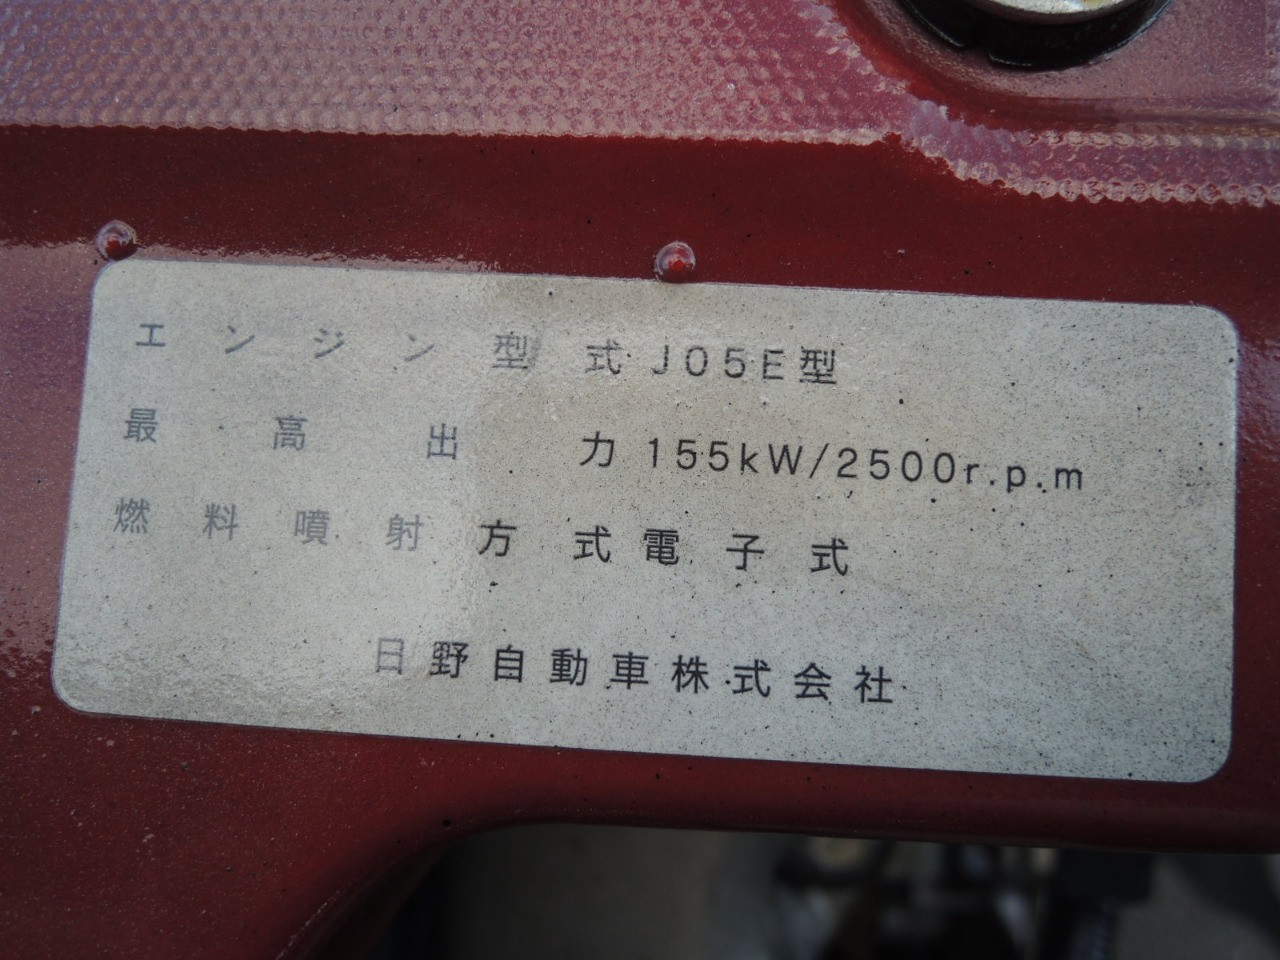 エンジン型式 J05E型
最高出力 155kW/2500r.p.m
燃料噴射方式 電子式
日野自動車株式会社